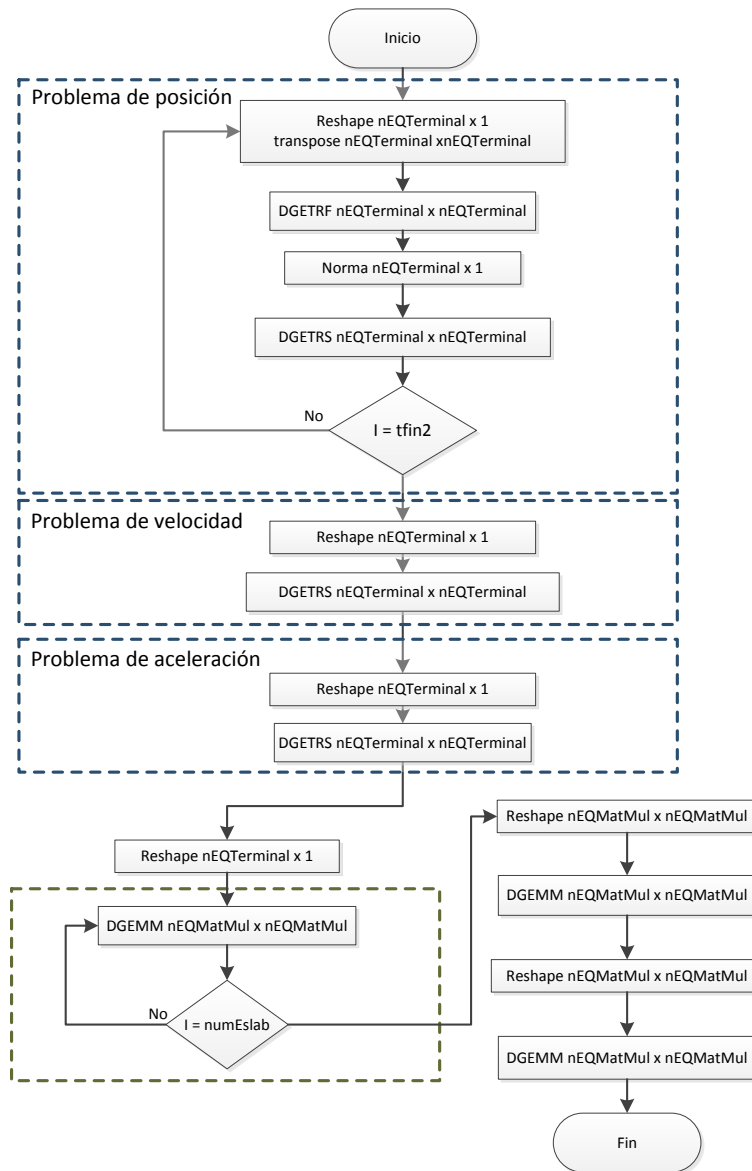 Inicio
Problema de posición
Reshape nEQTerminal x 1
transpose nEQTerminal xnEQTerminal
DGETRF nEQTerminal x nEQTerminal
Norma nEQTerminal x 1
DGETRS nEQTerminal x nEQTerminal
No
I = tfin2
Problema de velocidad
Reshape nEQTerminal x 1
DGETRS nEQTerminal x nEQTerminal
Problema de aceleración
Reshape nEQTerminal x 1
DGETRS nEQTerminal x nEQTerminal
Reshape nEQTerminal x 1
DGEMM nEQMatMul x nEQMatMul
No
I = numEslab
Reshape nEQMatMul x nEQMatMul
DGEMM nEQMatMul x nEQMatMul
Reshape nEQMatMul x nEQMatMul
DGEMM nEQMatMul x nEQMatMul
Fin